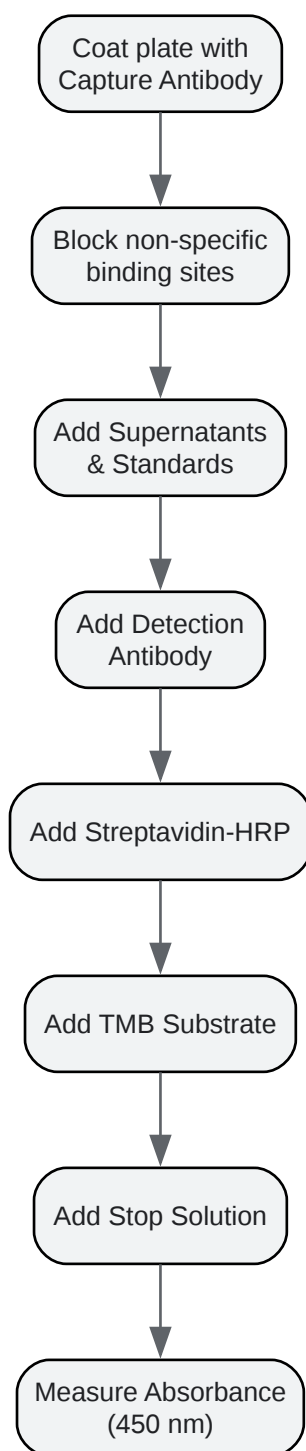 Coat plate with
Capture Antibody
Block non-specific
binding sites
Add Supernatants
& Standards
Add Detection
Antibody
Add Streptavidin-HRP
Add TMB Substrate
Add Stop Solution
Measure Absorbance
(450 nm)